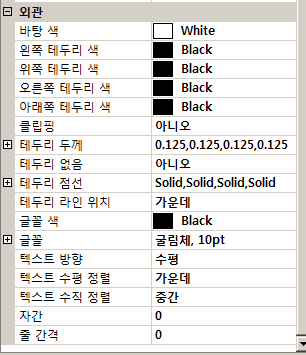 외관
바탕 색 White
왼쪽 테두리 색 Black
위쪽 테두리 색 Black
오른쪽 테두리 색 Black
아래쪽 테두리 색 Black
클립핑 아니오
테두리 두께 0.125,0.125,0.125,0.125
테두리 없음 아니오
테두리 점선 Solid,Solid,Solid,Solid
테두리 라인 위치 가운데
글꼴 색 Black
글꼴 굴림체, 10pt
텍스트 방향 수평
텍스트 수평 정렬 가운데
텍스트 수직 정렬 중간
자간 0
줄 간격 0